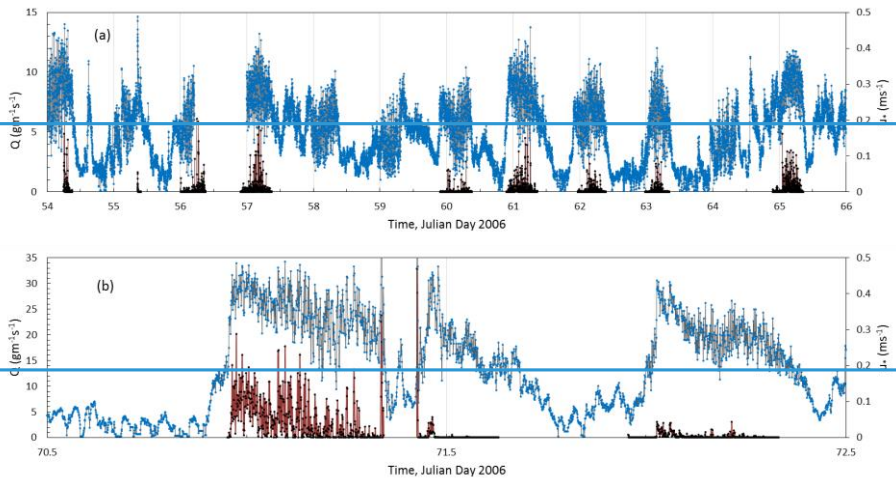 (a)
15
10
5
0
Q (gm⁻¹s⁻¹)
0.5
0.4
0.3
0.2
0.1
0
u* (ms⁻¹)
54 55 56 57 58 59 60 61 62 63 64 65 66
Time, Julian Day 2006
(b)
35
30
25
20
15
10
5
0
Q (gm⁻¹s⁻¹)
0.5
0.4
0.3
0.2
0.1
0
u* (ms⁻¹)
70.5 71.5 72.5
Time, Julian Day 2006